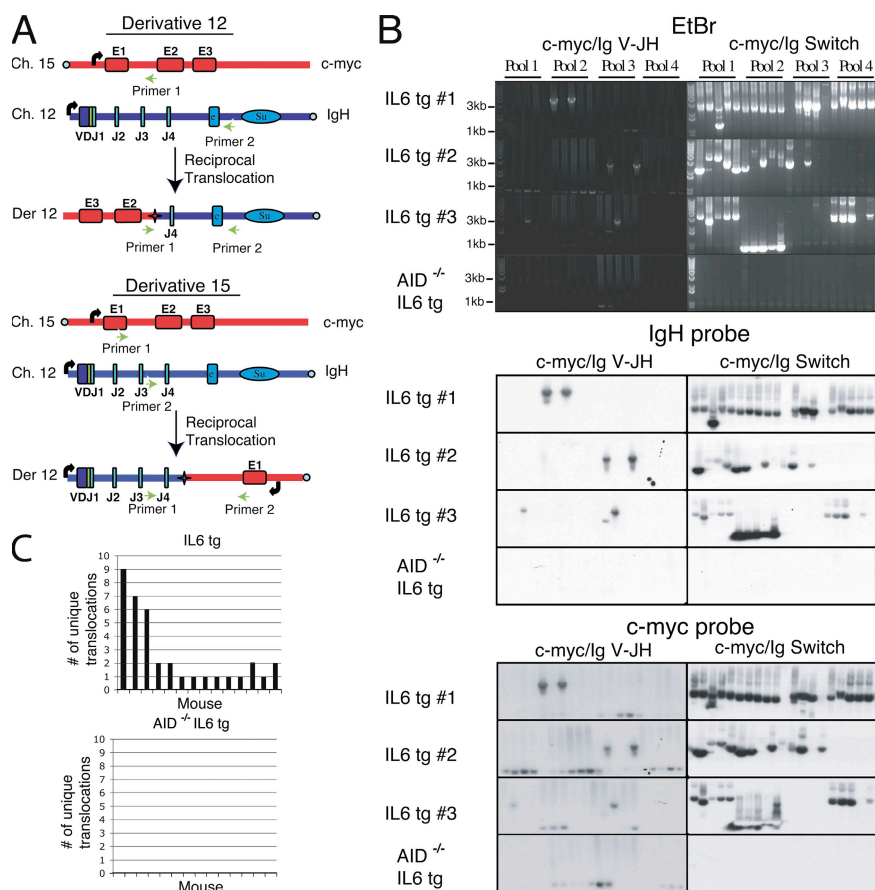 A
Derivative 12
E1
E2
E3
Ch. 15
c-myc
Primer 1
Ch. 12
IgH
VDJ1
J2
J3
J4
e
Su
Primer 2
Reciprocal
Translocation
E3
E2
Der 12
J4
e
Su
Primer 1
Primer 2
Derivative 15
E1
E2
E3
Ch. 15
c-myc
Primer 1
Ch. 12
IgH
VDJ1
J2
J3
J4
e
Su
Primer 2
Reciprocal
Translocation
E1
Der 12
VDJ1
J2
J3
J4
Primer 1
Primer 2
B
EtBr
c-myc/Ig V-JH
c-myc/Ig Switch
Pool 1
Pool 2
Pool 3
Pool 4
Pool 1
Pool 2
Pool 3
Pool 4
IL6 tg #1
3kb
1kb
IL6 tg #2
3kb
1kb
IL6 tg #3
3kb
1kb
AID -/-
IL6 tg
3kb
1kb
IgH probe
c-myc/Ig V-JH
c-myc/Ig Switch
IL6 tg #1
IL6 tg #2
IL6 tg #3
AID -/-
IL6 tg
c-myc probe
c-myc/Ig V-JH
c-myc/Ig Switch
IL6 tg #1
IL6 tg #2
IL6 tg #3
AID -/-
IL6 tg
C
IL6 tg
# of unique
translocations
10
9
8
7
6
5
4
3
2
1
0
Mouse
AID -/- IL6 tg
# of unique
translocations
10
9
8
7
6
5
4
3
2
1
0
Mouse